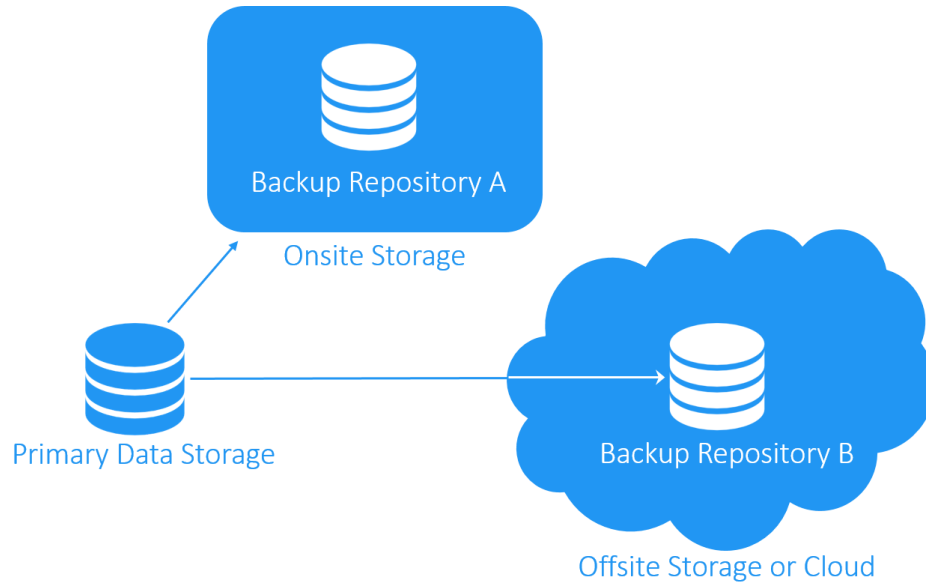 Backup Repository A
Onsite Storage
Primary Data Storage
Backup Repository B
Offsite Storage or Cloud